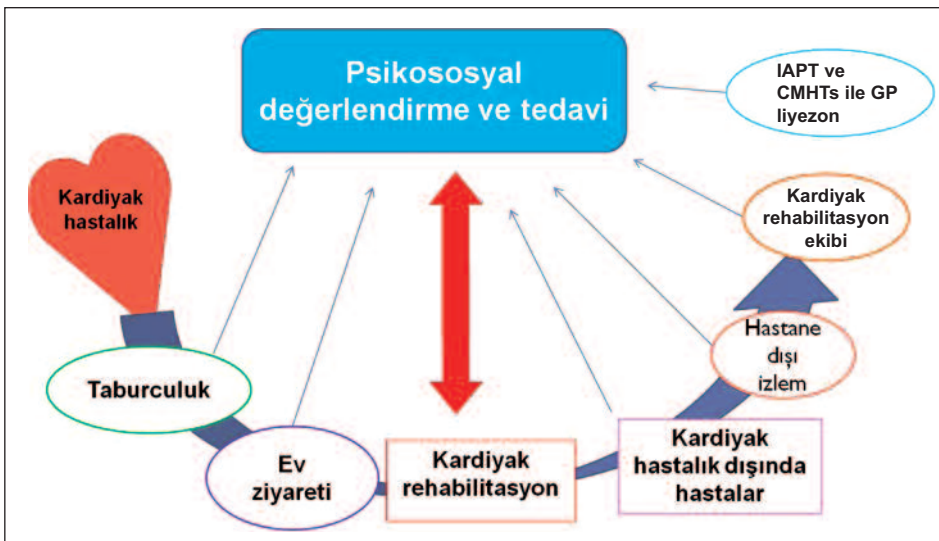 Psikososyal
değerlendirme ve tedavi
IAPT ve
CMHTs ile GP
liyezon
Kardiyak
hastalık
Kardiyak
rehabilitasyon
ekibi
Hastane
dışı
izlem
Taburculuk
Ev
ziyareti
Kardiyak
rehabilitasyon
Kardiyak
hastalık dışında
hastalar